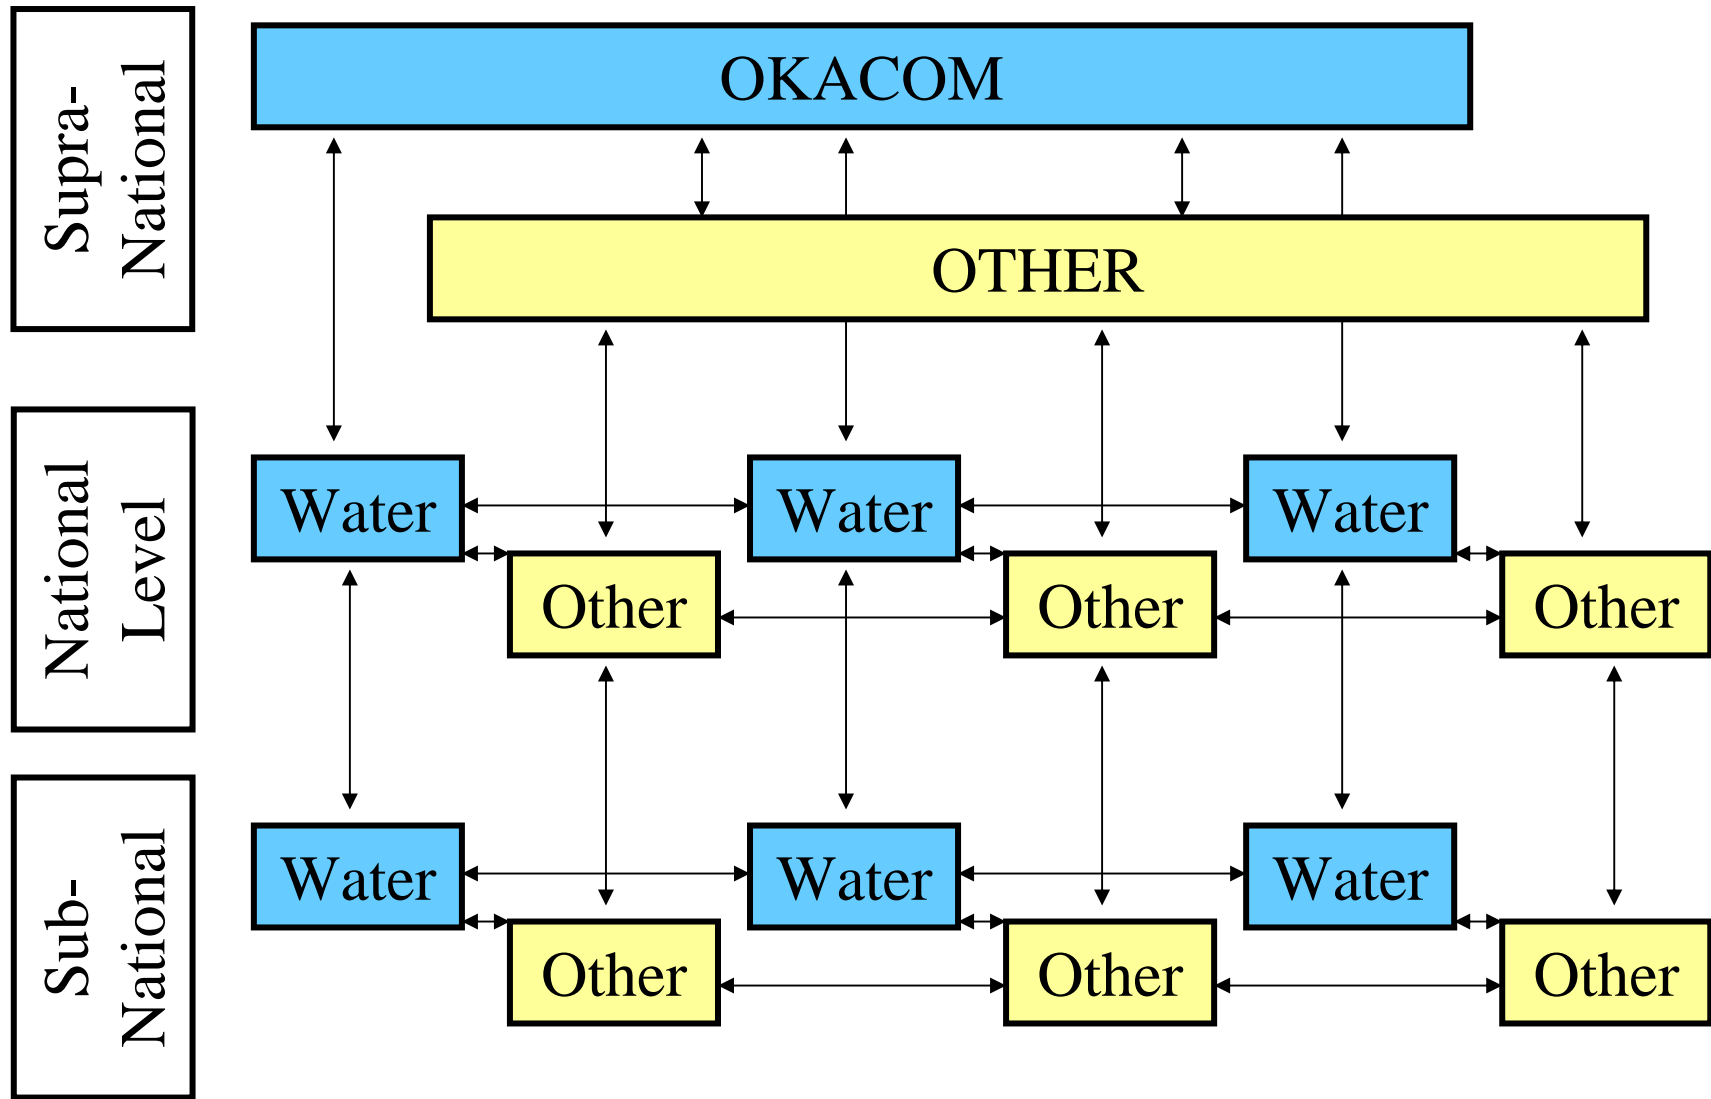 Supra-
National
OKACOM
OTHER
National
Level
Water
Water
Water
Other
Other
Other
Sub-
National
Water
Water
Water
Other
Other
Other